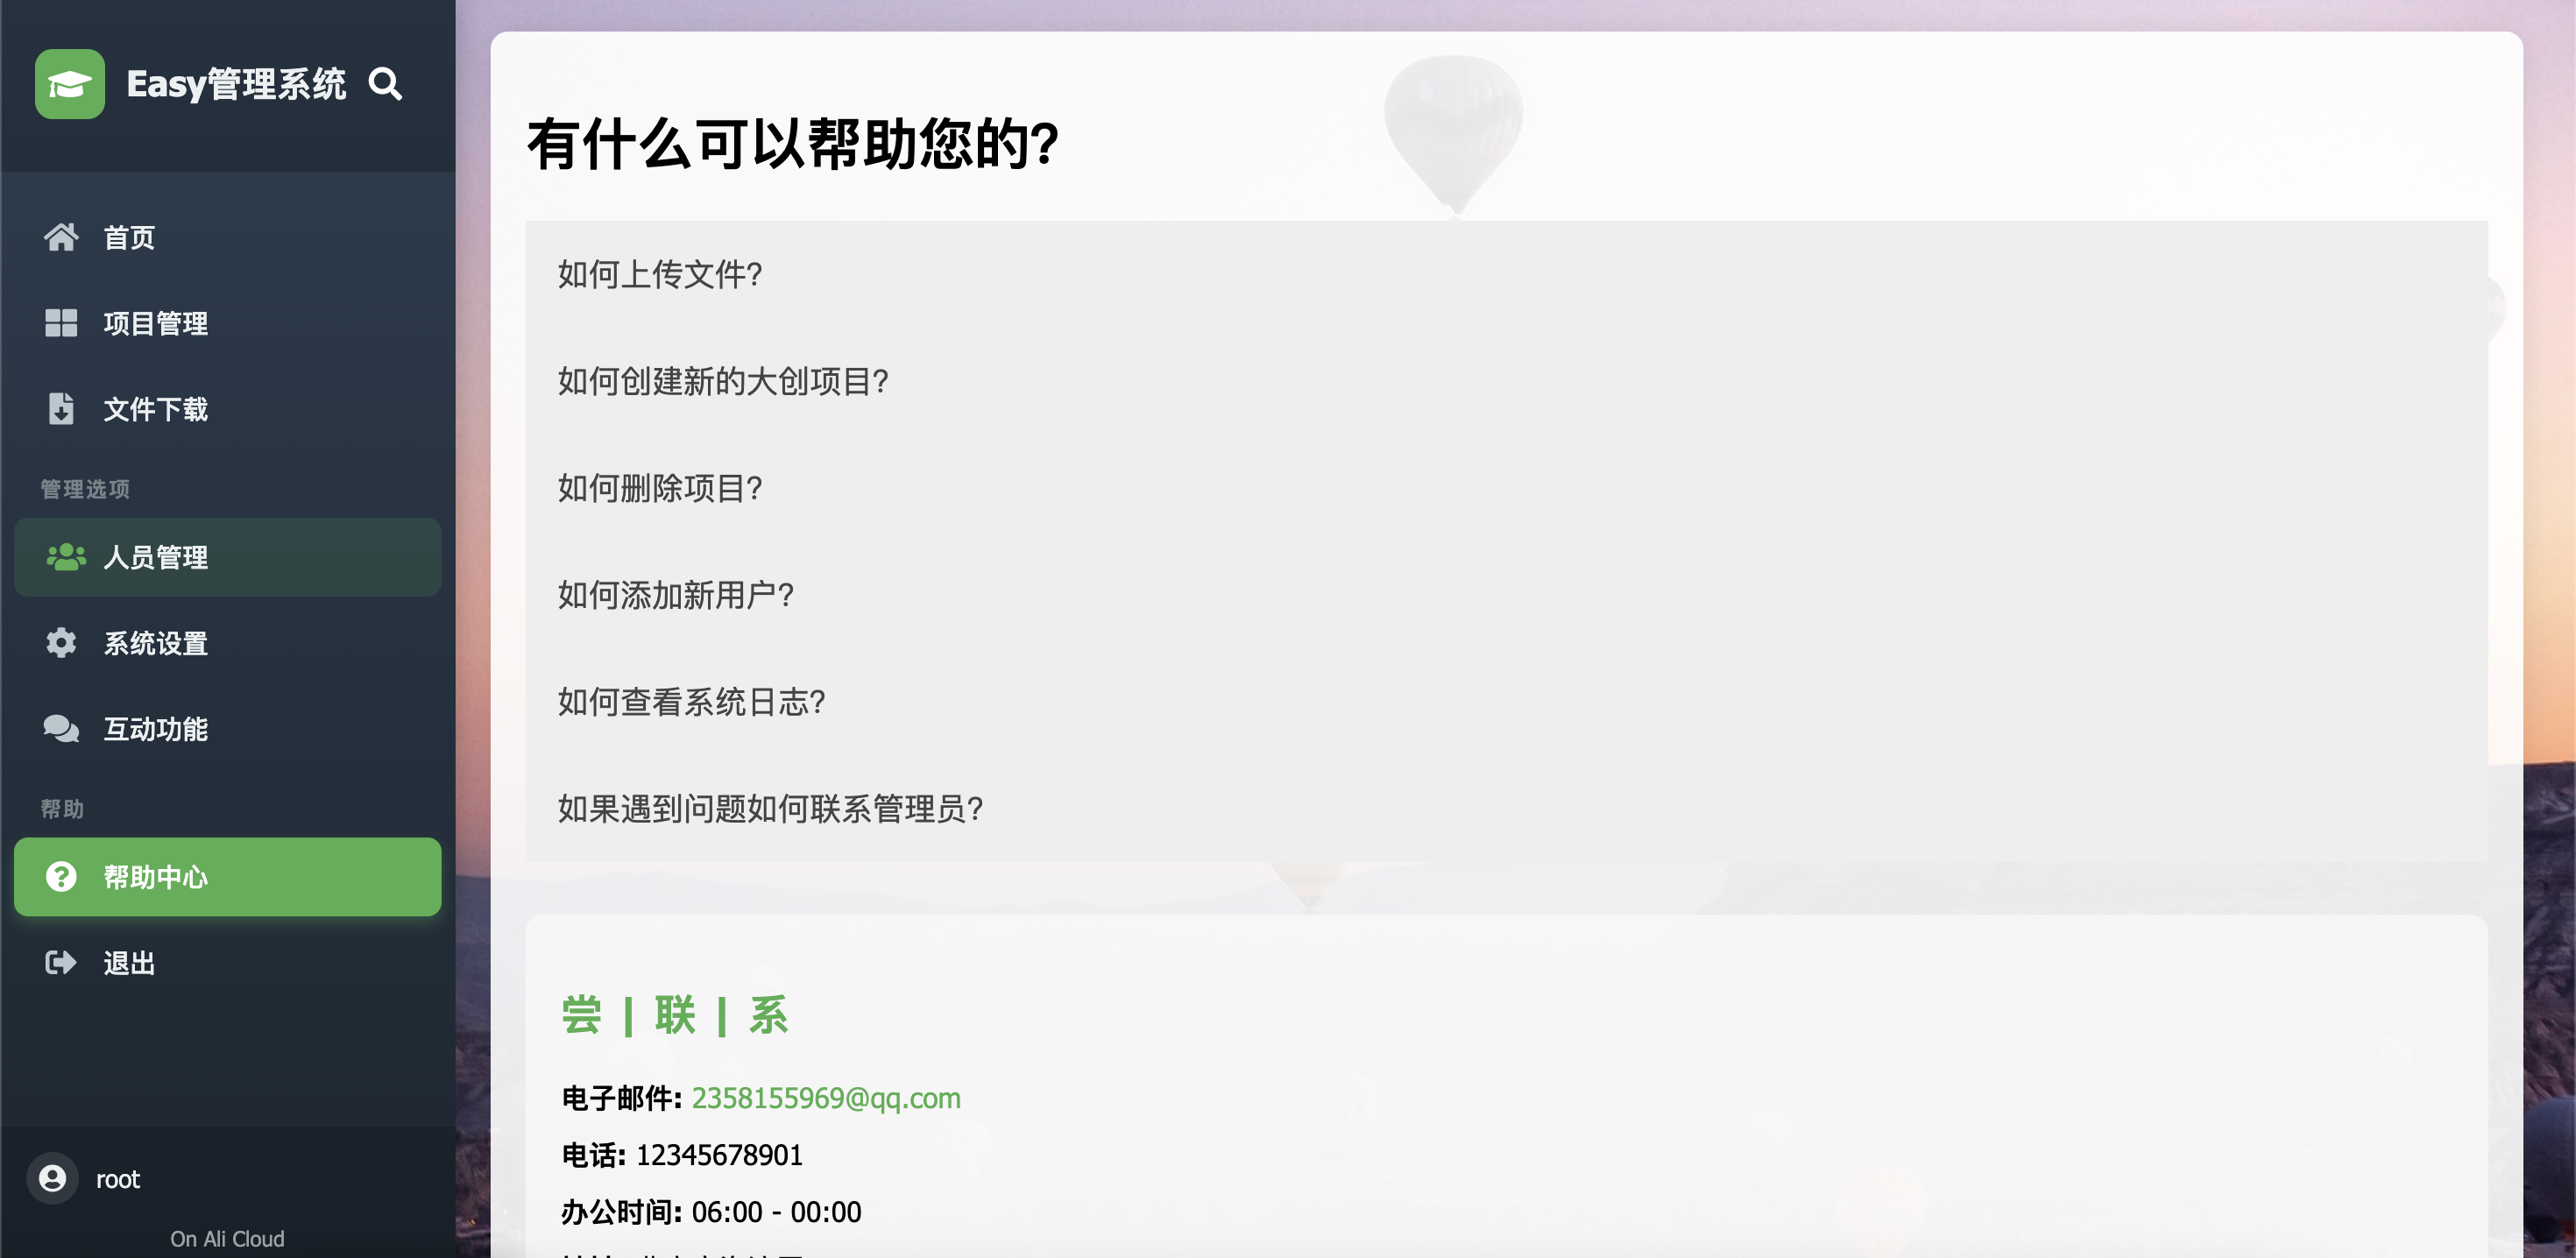 Easy管理系统
首页
项目管理
文件下载
管理选项
人员管理
系统设置
互动功能
帮助
帮助中心
退出
root
On Ali Cloud
有什么可以帮助您的?
如何上传文件?
如何创建新的大创项目?
如何删除项目?
如何添加新用户?
如何查看系统日志?
如果遇到问题如何联系管理员?
尝 | 联 | 系
电子邮件: 2358155969@qq.com
电话: 12345678901
办公时间: 06:00 - 00:00